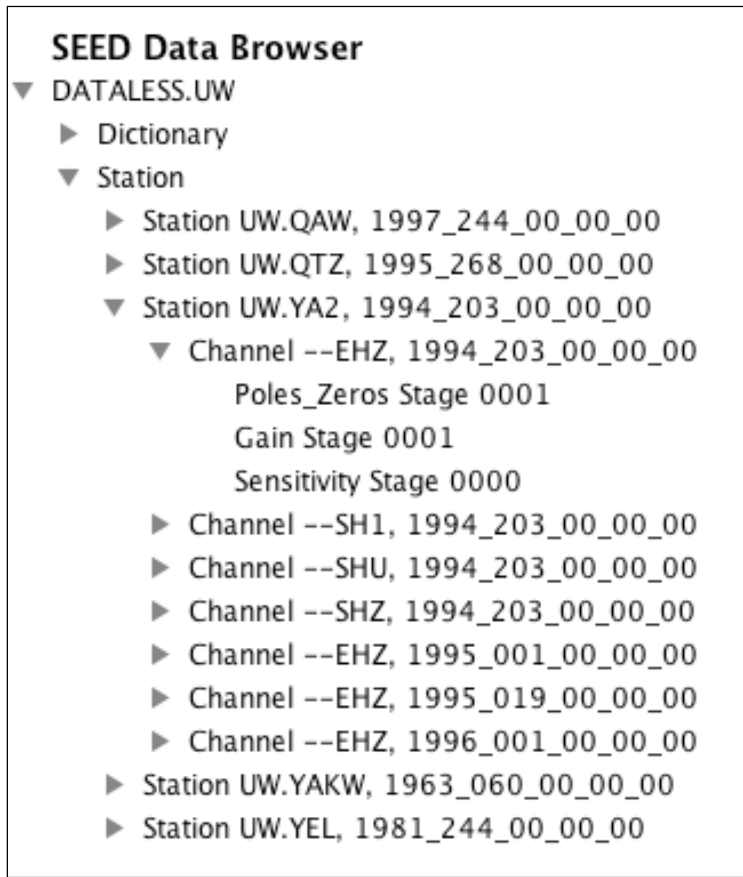 SEED Data Browser
DATALESS.UW
Dictionary
Station
Station UW.QAW, 1997_244_00_00_00
Station UW.QTZ, 1995_268_00_00_00
Station UW.YA2, 1994_203_00_00_00
Channel --EHZ, 1994_203_00_00_00
Poles_Zeros Stage 0001
Gain Stage 0001
Sensitivity Stage 0000
Channel --SH1, 1994_203_00_00_00
Channel --SHU, 1994_203_00_00_00
Channel --SHZ, 1994_203_00_00_00
Channel --EHZ, 1995_001_00_00_00
Channel --EHZ, 1995_019_00_00_00
Channel --EHZ, 1996_001_00_00_00
Station UW.YAKW, 1963_060_00_00_00
Station UW.YEL, 1981_244_00_00_00